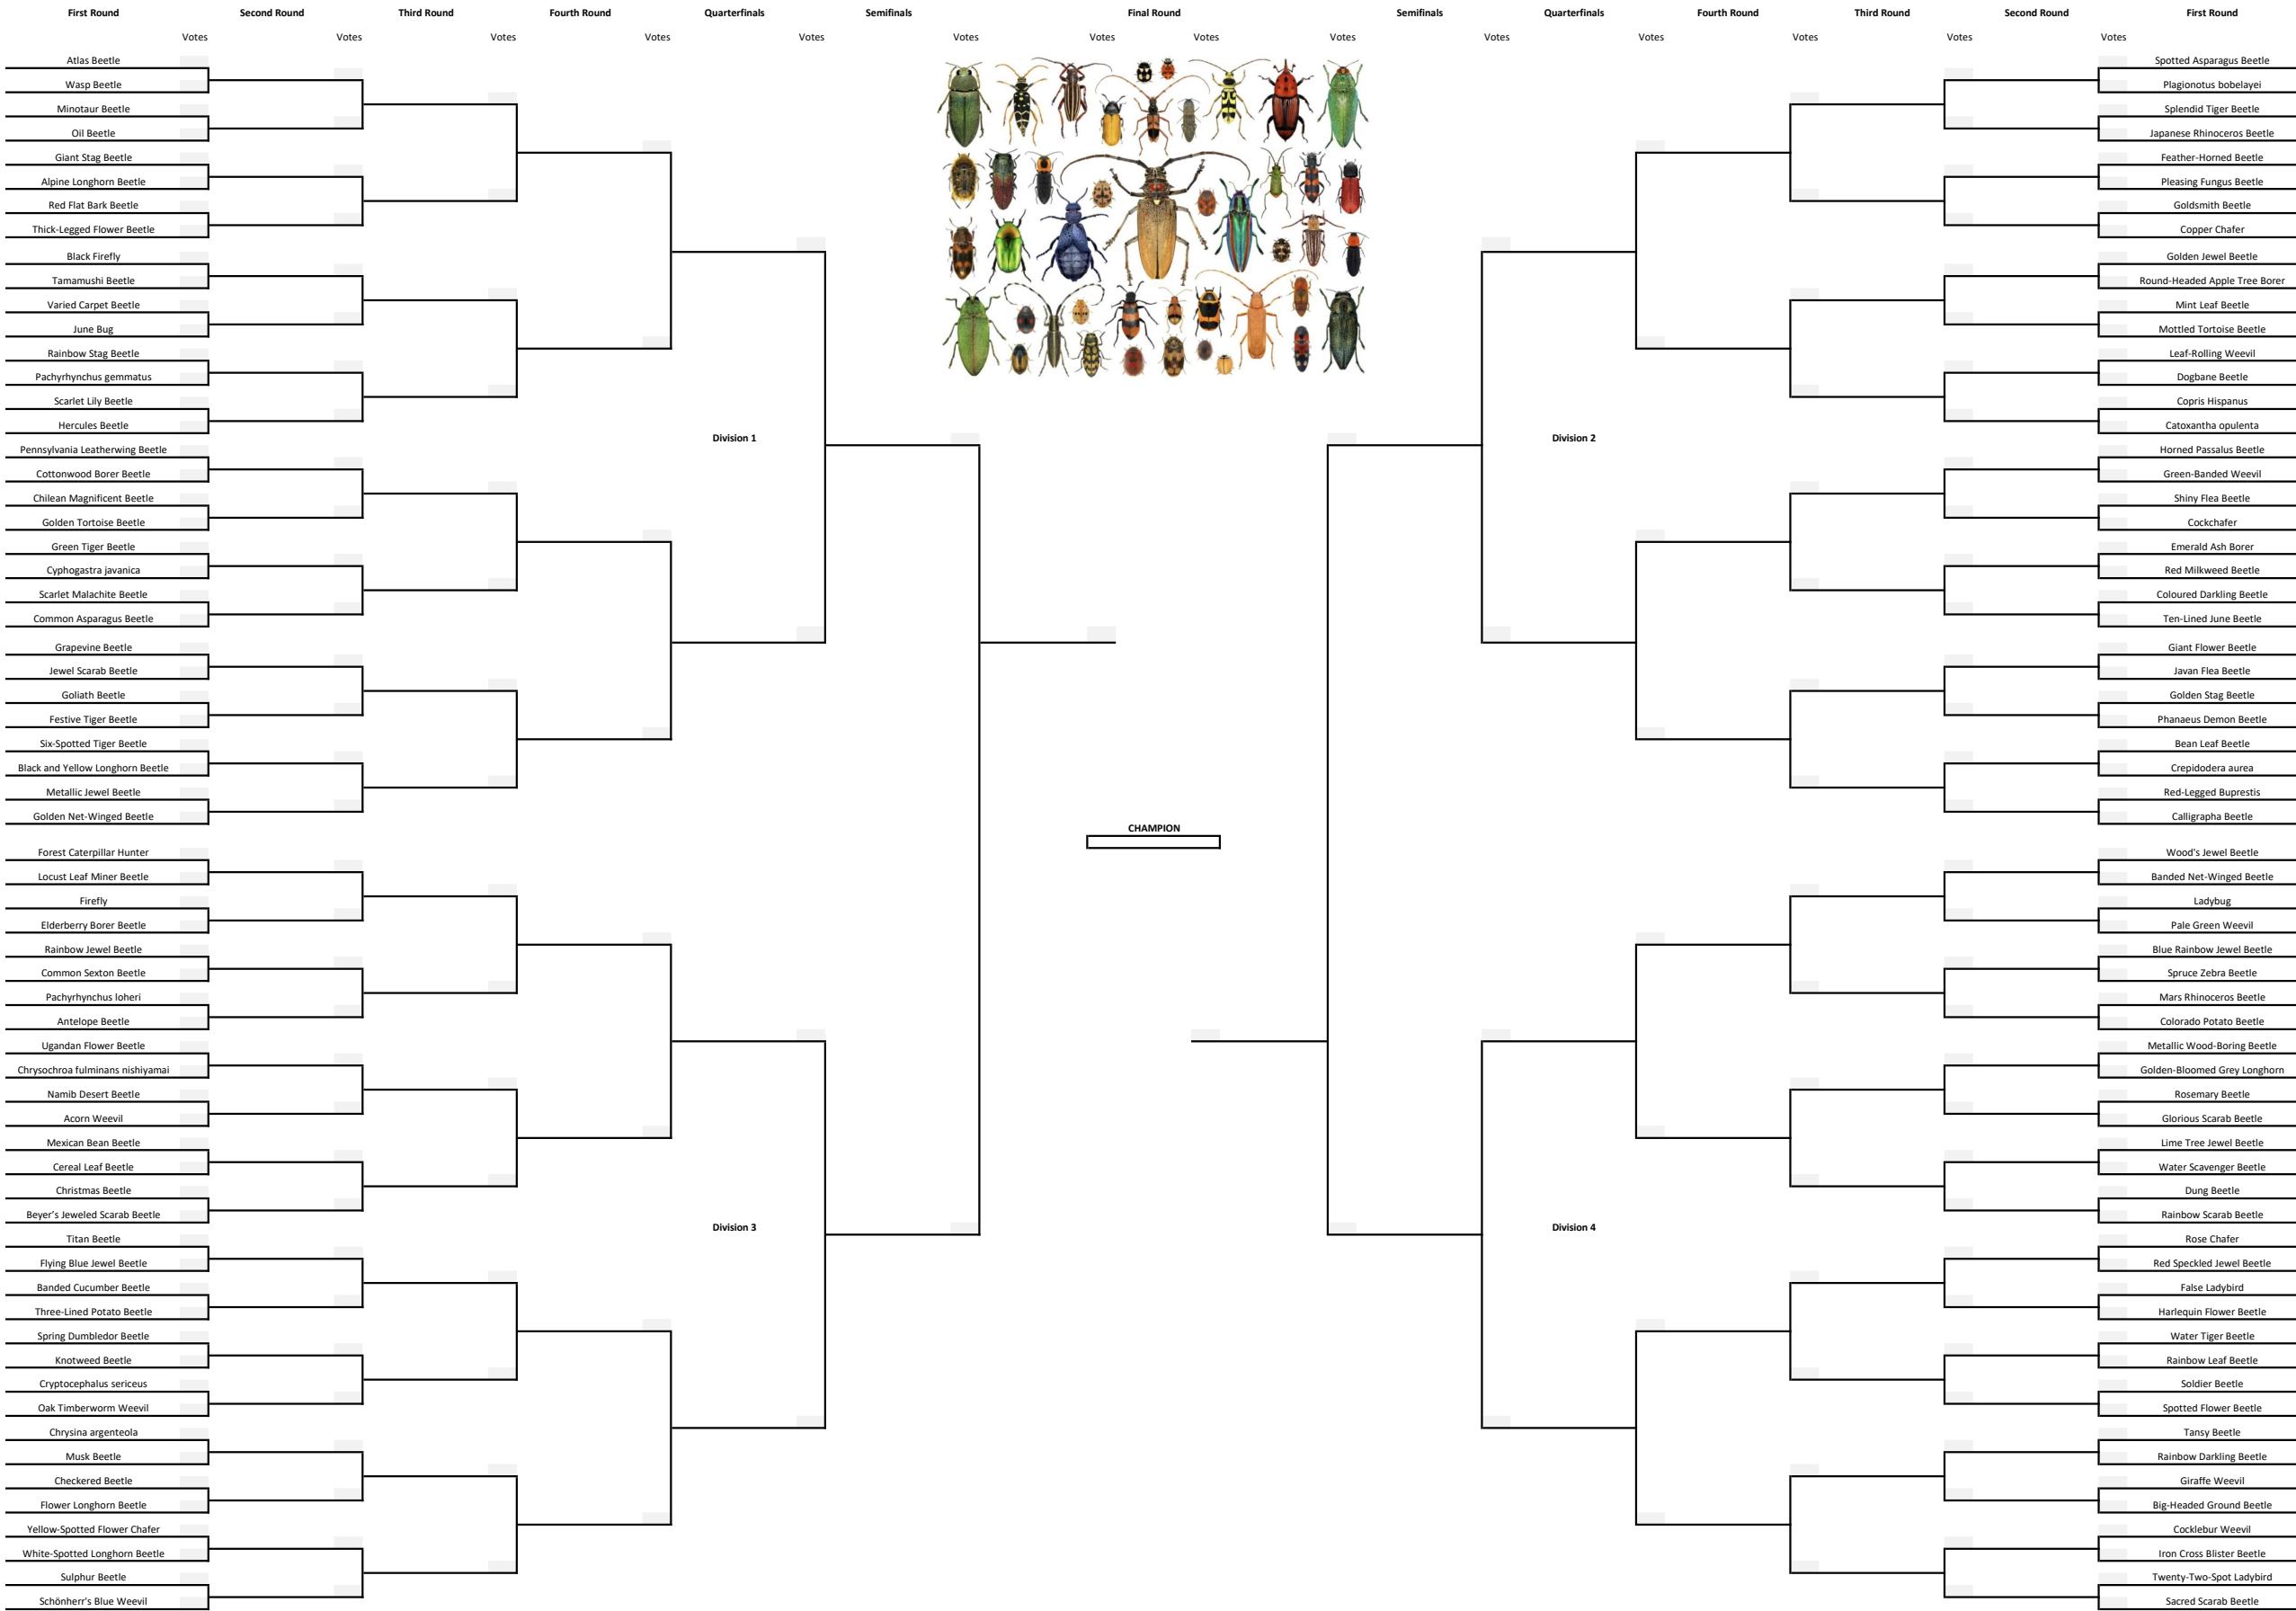 First Round Second Round Third Round Fourth Round Quarterfinals Semifinals Final Round Semifinals Quarterfinals Fourth Round Third Round Second Round First Round
Votes Votes Votes Votes Votes Votes Votes Votes Votes Votes Votes Votes Votes Votes
Atlas Beetle
Wasp Beetle
Minotaur Beetle
Oil Beetle
Giant Stag Beetle
Alpine Longhorn Beetle
Red Flat Bark Beetle
Thick-Legged Flower Beetle
Black Firefly
Tamamushi Beetle
Varied Carpet Beetle
June Bug
Rainbow Stag Beetle
Pachyrhynchus gemmatus
Scarlet Lily Beetle
Hercules Beetle
Division 1
Pennsylvania Leatherwing Beetle
Cottonwood Borer Beetle
Chilean Magnificent Beetle
Golden Tortoise Beetle
Green Tiger Beetle
Cyphogastra javanica
Scarlet Malachite Beetle
Common Asparagus Beetle
Grapevine Beetle
Jewel Scarab Beetle
Goliath Beetle
Festive Tiger Beetle
Six-Spotted Tiger Beetle
Black and Yellow Longhorn Beetle
Metallic Jewel Beetle
Golden Net-Winged Beetle
Forest Caterpillar Hunter
Locust Leaf Miner Beetle
Firefly
Elderberry Borer Beetle
Rainbow Jewel Beetle
Common Sexton Beetle
Pachyrhynchus loheri
Antelope Beetle
Ugandan Flower Beetle
Chrysochroa fulminans nishiyamai
Namib Desert Beetle
Acorn Weevil
Mexican Bean Beetle
Cereal Leaf Beetle
Christmas Beetle
Beyer's Jeweled Scarab Beetle
Division 3
Titan Beetle
Flying Blue Jewel Beetle
Banded Cucumber Beetle
Three-Lined Potato Beetle
Spring Dumbledor Beetle
Knotweed Beetle
Cryptocephalus sericeus
Oak Timberworm Weevil
Chrysina argenteola
Musk Beetle
Checkered Beetle
Flower Longhorn Beetle
Yellow-Spotted Flower Chafer
White-Spotted Longhorn Beetle
Sulphur Beetle
Schönherr's Blue Weevil
CHAMPION
Spotted Asparagus Beetle
Plagionotus bobelayei
Splendid Tiger Beetle
Japanese Rhinoceros Beetle
Feather-Horned Beetle
Pleasing Fungus Beetle
Goldsmith Beetle
Copper Chafer
Golden Jewel Beetle
Round-Headed Apple Tree Borer
Mint Leaf Beetle
Mottled Tortoise Beetle
Leaf-Rolling Weevil
Dogbane Beetle
Copris Hispanus
Catoxantha opulenta
Division 2
Horned Passalus Beetle
Green-Banded Weevil
Shiny Flea Beetle
Cockchafer
Emerald Ash Borer
Red Milkweed Beetle
Coloured Darkling Beetle
Ten-Lined June Beetle
Giant Flower Beetle
Javan Flea Beetle
Golden Stag Beetle
Phanaeus Demon Beetle
Bean Leaf Beetle
Crepidodera aurea
Red-Legged Buprestis
Calligrapha Beetle
Wood's Jewel Beetle
Banded Net-Winged Beetle
Ladybug
Pale Green Weevil
Blue Rainbow Jewel Beetle
Spruce Zebra Beetle
Mars Rhinoceros Beetle
Colorado Potato Beetle
Metallic Wood-Boring Beetle
Golden-Bloomed Grey Longhorn
Rosemary Beetle
Glorious Scarab Beetle
Lime Tree Jewel Beetle
Water Scavenger Beetle
Dung Beetle
Rainbow Scarab Beetle
Division 4
Rose Chafer
Red Speckled Jewel Beetle
False Ladybird
Harlequin Flower Beetle
Water Tiger Beetle
Rainbow Leaf Beetle
Soldier Beetle
Spotted Flower Beetle
Tansy Beetle
Rainbow Darkling Beetle
Giraffe Weevil
Big-Headed Ground Beetle
Cocklebur Weevil
Iron Cross Blister Beetle
Twenty-Two-Spot Ladybird
Sacred Scarab Beetle